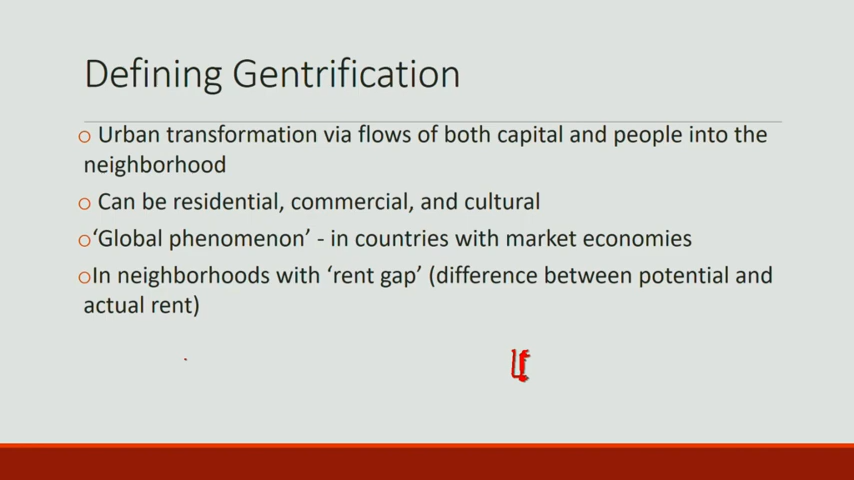 Defining Gentrification
o Urban transformation via flows of both capital and people into the
neighborhood
o Can be residential, commercial, and cultural
o‘Global phenomenon’ - in countries with market economies
oIn neighborhoods with ‘rent gap’ (difference between potential and
actual rent)